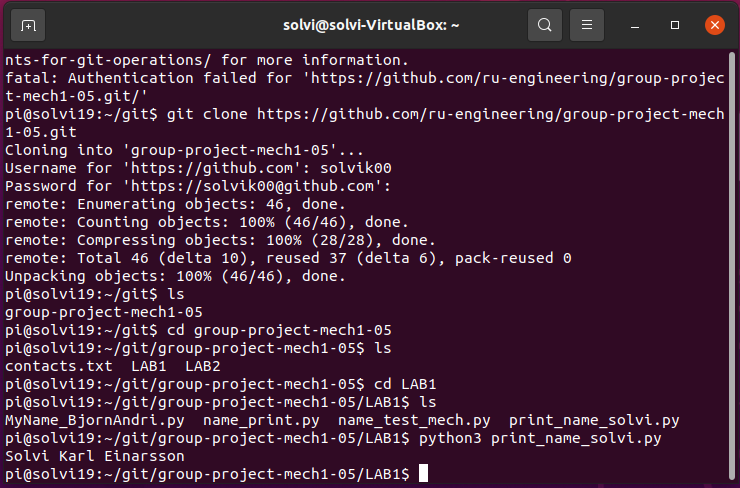 solvi@solvi-VirtualBox: ~
nts-for-git-operations/ for more information.
fatal: Authentication failed for 'https://github.com/ru-engineering/group-projec
t-mech1-05.git/'
pi@solvi19:~/git$ git clone https://github.com/ru-engineering/group-project-mech
1-05.git
Cloning into 'group-project-mech1-05'...
Username for 'https://github.com': solvik00
Password for 'https://solvik00@github.com':
remote: Enumerating objects: 46, done.
remote: Counting objects: 100% (46/46), done.
remote: Compressing objects: 100% (28/28), done.
remote: Total 46 (delta 10), reused 37 (delta 6), pack-reused 0
Unpacking objects: 100% (46/46), done.
pi@solvi19:~/git$ ls
group-project-mech1-05
pi@solvi19:~/git$ cd group-project-mech1-05
pi@solvi19:~/git/group-project-mech1-05$ ls
contacts.txt  LAB1  LAB2
pi@solvi19:~/git/group-project-mech1-05$ cd LAB1
pi@solvi19:~/git/group-project-mech1-05/LAB1$ ls
MyName_BjornAndri.py  name_print.py  name_test_mech.py  print_name_solvi.py
pi@solvi19:~/git/group-project-mech1-05/LAB1$ python3 print_name_solvi.py
Solvi Karl Einarsson
pi@solvi19:~/git/group-project-mech1-05/LAB1$